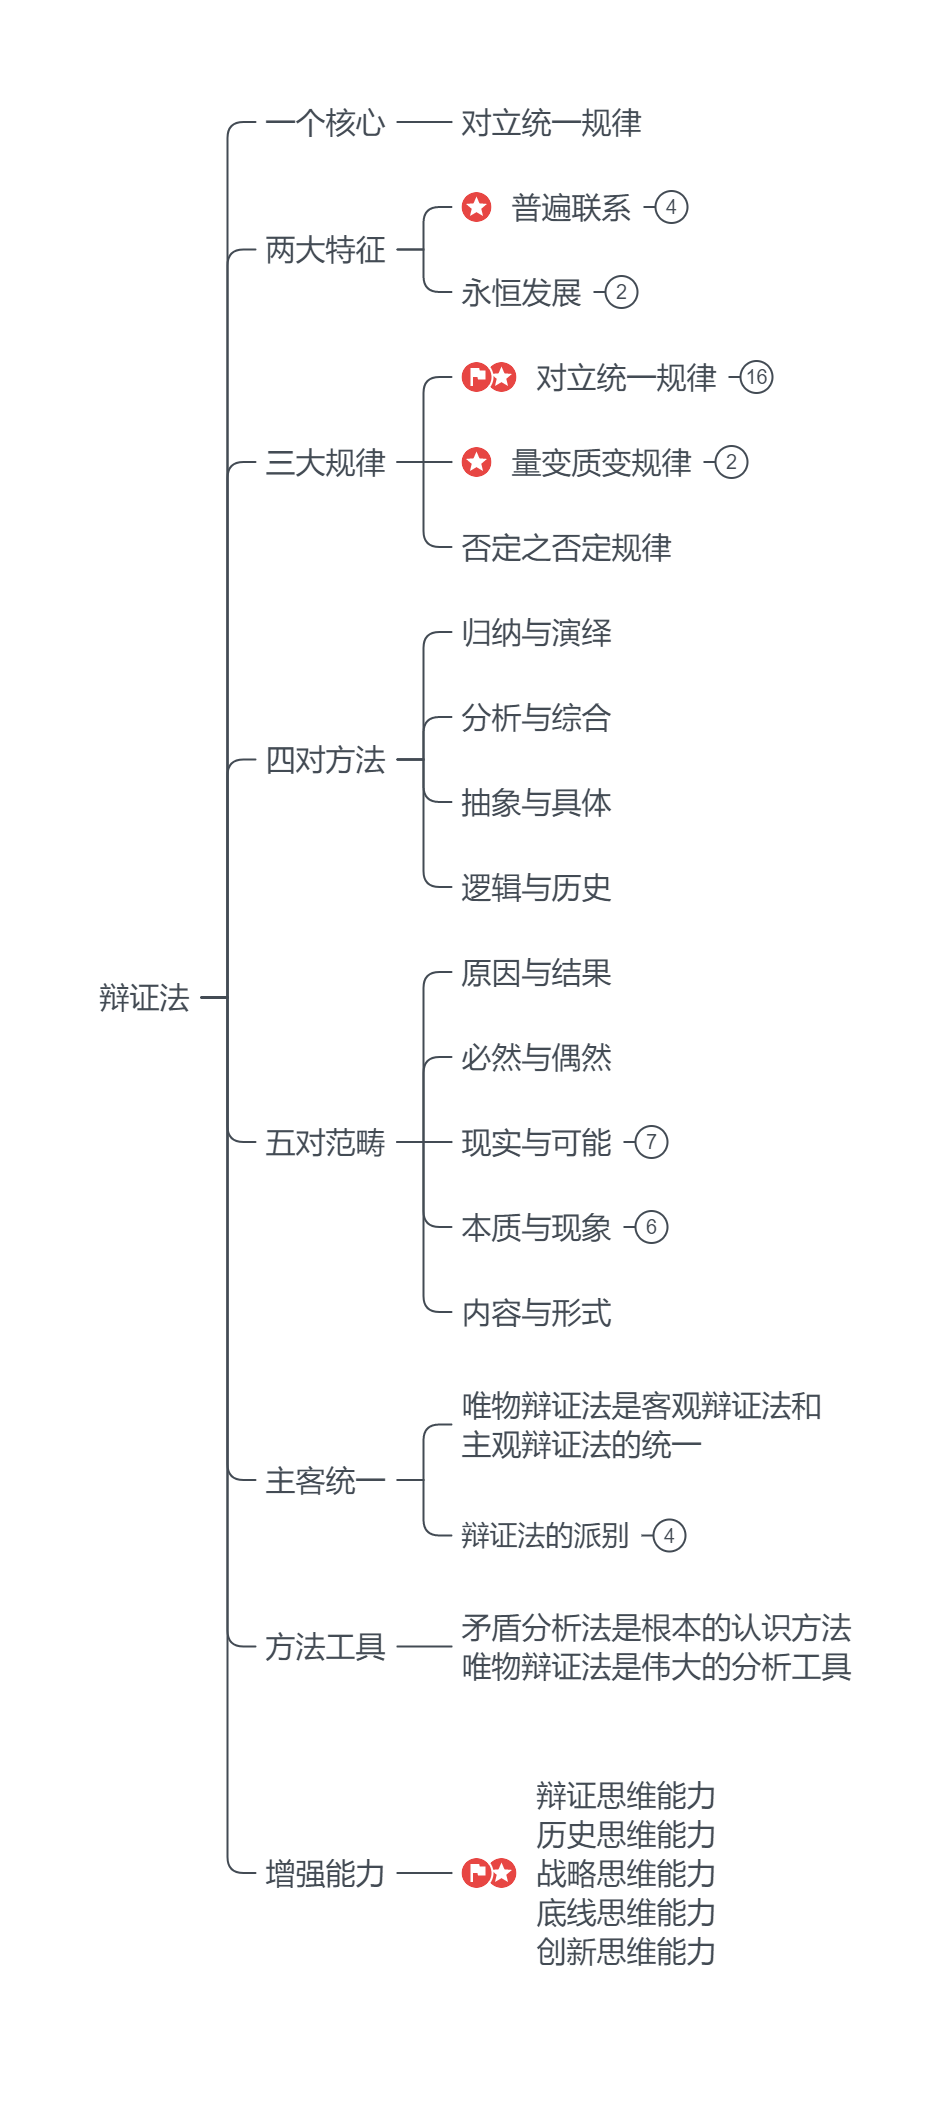 一个核心
对立统一规律
两大特征
普遍联系
4
永恒发展
2
三大规律
对立统一规律
16
量变质变规律
2
否定之否定规律
四对方法
归纳与演绎
分析与综合
抽象与具体
逻辑与历史
辩证法
五对范畴
原因与结果
必然与偶然
现实与可能
7
本质与现象
6
内容与形式
主客统一
唯物辩证法是客观辩证法和
主观辩证法的统一
辩证法的派别
4
方法工具
矛盾分析法是根本的认识方法
唯物辩证法是伟大的分析工具
增强能力
辩证思维能力
历史思维能力
战略思维能力
底线思维能力
创新思维能力